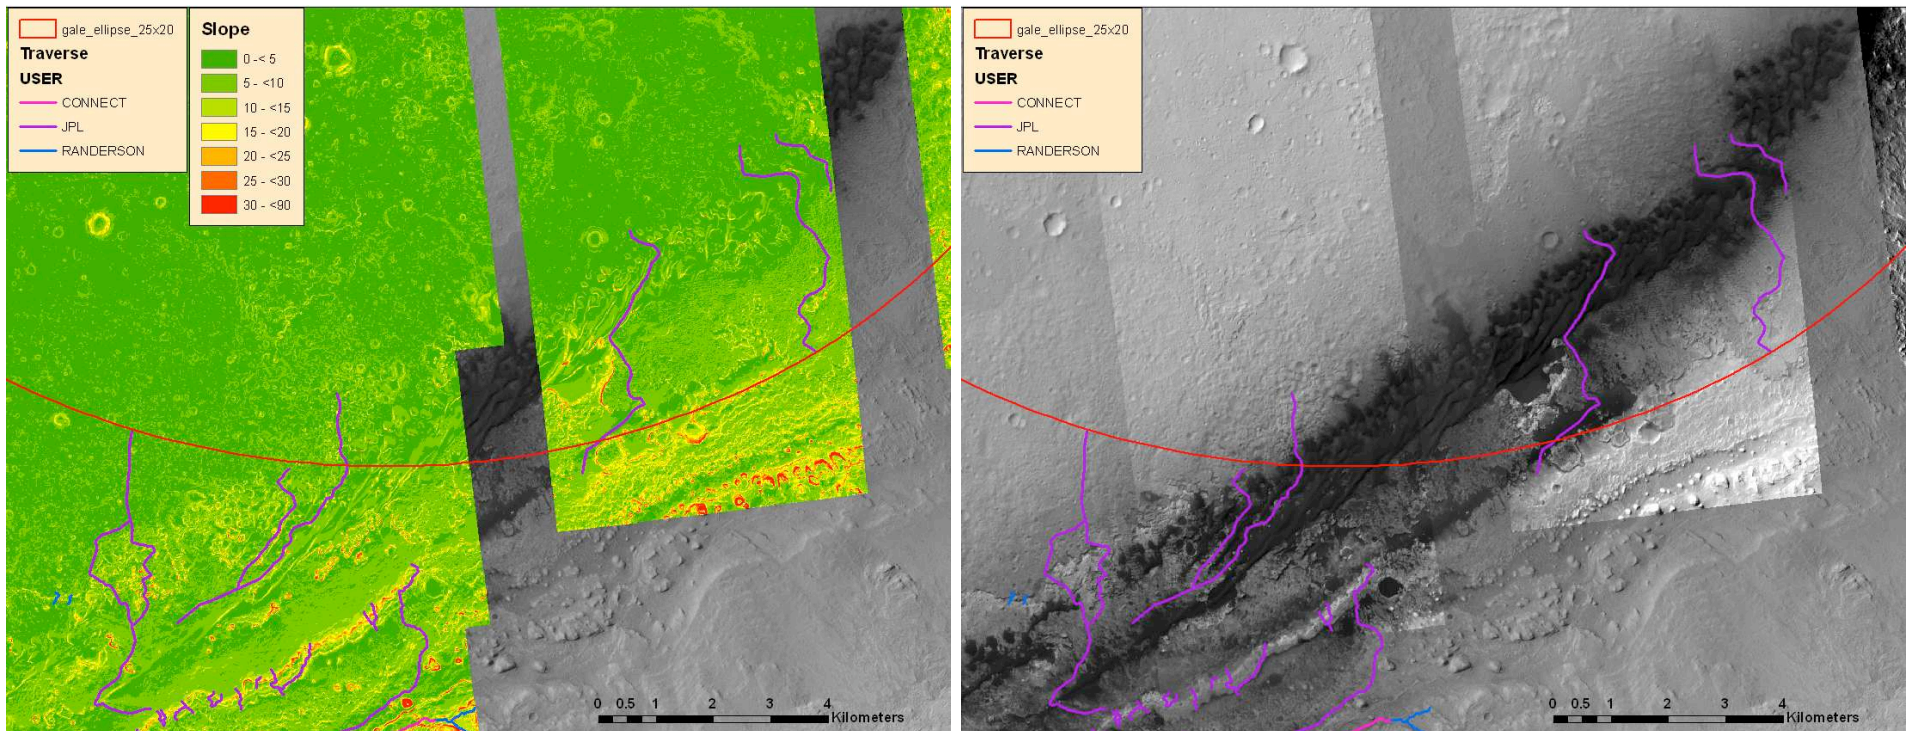 gale_ellipse_25x20
Traverse
USER
CONNECT
JPL
RANDERSON
Slope
0 -< 5
5 - <10
10 - <15
15 - <20
20 - <25
25 - <30
30 - <90
0 0.5 1 2 3 4
Kilometers
gale_ellipse_25x20
Traverse
USER
CONNECT
JPL
RANDERSON
0 0.5 1 2 3 4
Kilometers